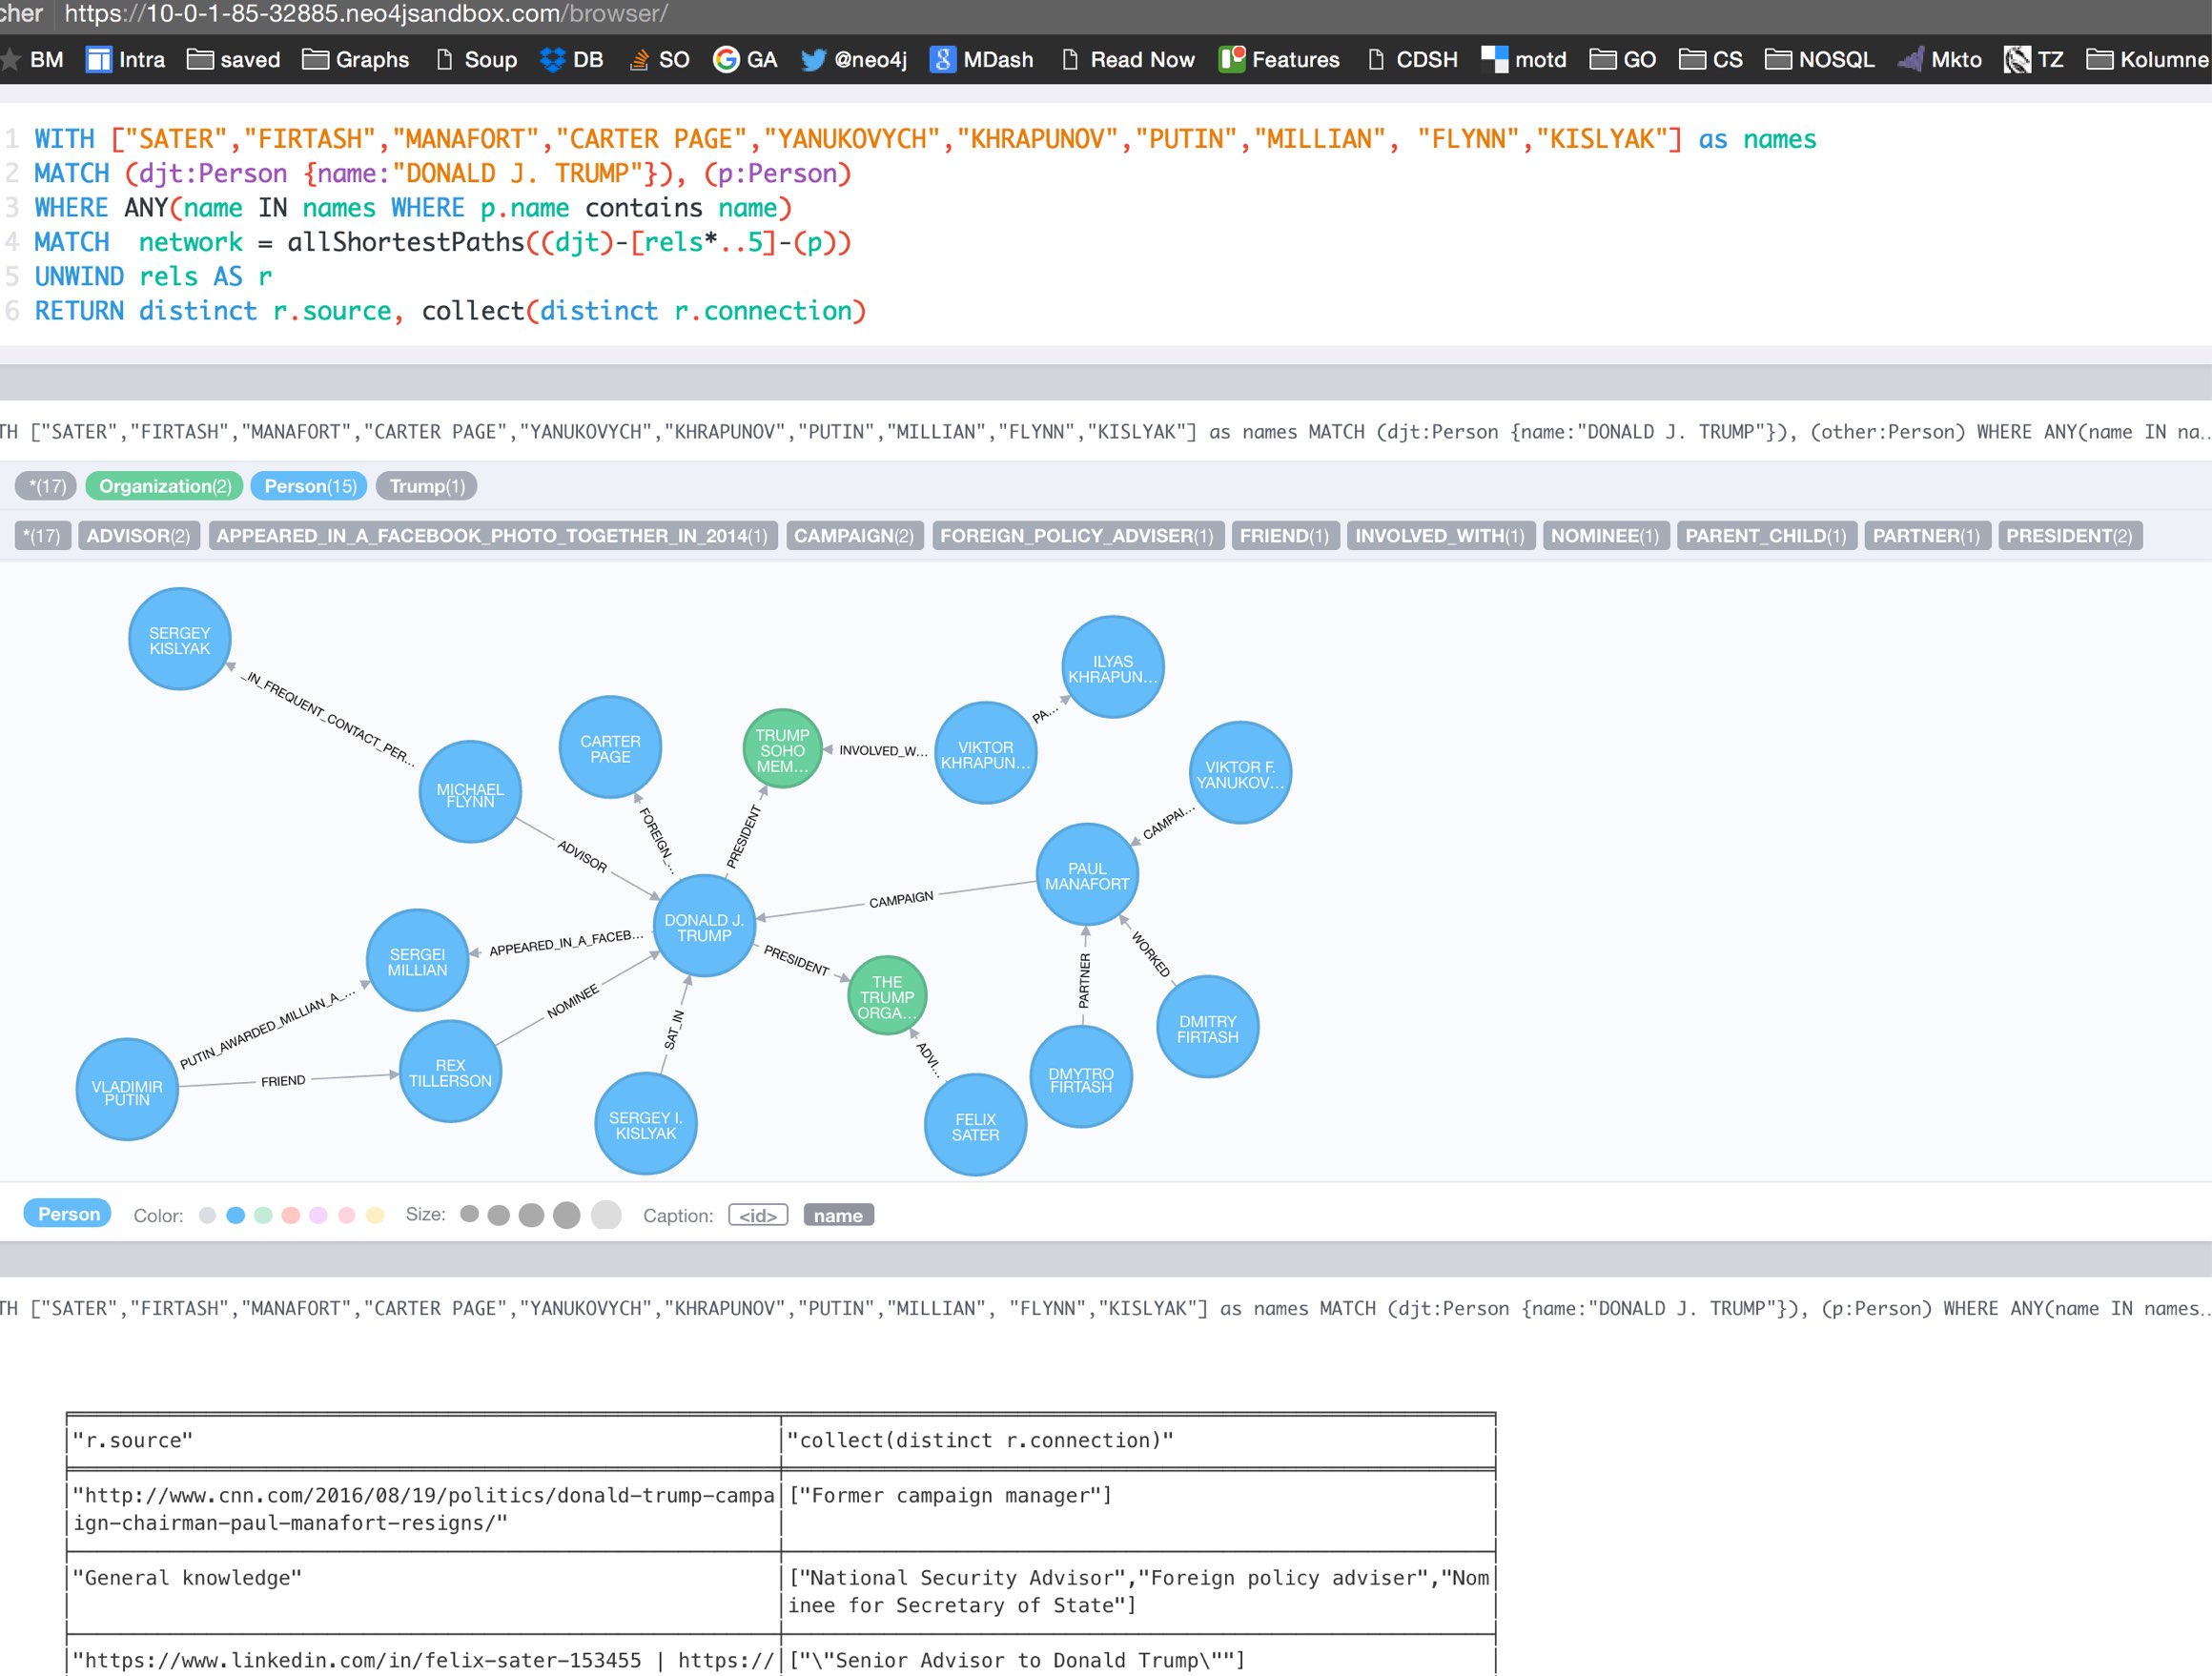 cher https://10-0-1-85-32885.neo4jsandbox.com/browser/
BM Intra saved Graphs Soup DB SO GA @neo4j MDash Read Now Features CDSH motd GO CS NOSQL Mkto TZ Kolumne
1 WITH ["SATER","FIRTASH","MANAFORT","CARTER PAGE","YANUKOVYCH","KHRAPUNOV","PUTIN","MILLIAN", "FLYNN","KISLYAK"] as names
2 MATCH (djt:Person {name:"DONALD J. TRUMP"}), (p:Person)
3 WHERE ANY(name IN names WHERE p.name contains name)
4 MATCH  network = allShortestPaths((djt)-[rels*..5]-(p))
5 UNWIND rels AS r
6 RETURN distinct r.source, collect(distinct r.connection)
TH ["SATER","FIRTASH","MANAFORT","CARTER PAGE","YANUKOVYCH","KHRAPUNOV","PUTIN","MILLIAN","FLYNN","KISLYAK"] as names MATCH (djt:Person {name:"DONALD J. TRUMP"}), (other:Person) WHERE ANY(name IN na...
*(17) Organization(2) Person(15) Trump(1)
*(17) ADVISOR(2) APPEARED_IN_A_FACEBOOK_PHOTO_TOGETHER_IN_2014(1) CAMPAIGN(2) FOREIGN_POLICY_ADVISER(1) FRIEND(1) INVOLVED_WITH(1) NOMINEE(1) PARENT_CHILD(1) PARTNER(1) PRESIDENT(2)
SERGEY
KISLYAK
_IN_FREQUENT_CONTACT_PER...
MICHAEL
FLYNN
ADVISOR
CARTER
PAGE
FOREIGN_...
TRUMP
SOHO
MEM...
PRESIDENT
INVOLVED_W...
VIKTOR
KHRAPUN...
PA...
ILYAS
KHRAPUN...
VIKTOR F.
YANUKOV...
CAMPAI...
PAUL
MANAFORT
CAMPAIGN
DONALD J.
TRUMP
APPEARED_IN_A_FACEB...
SERGEI
MILLIAN
PUTIN_AWARDED_MILLIAN_A_...
NOMINEE
PRESIDENT
THE
TRUMP
ORGA...
WORKED
PARTNER
DMITRY
FIRTASH
SAT_IN
ADVI...
VLADIMIR
PUTIN
FRIEND
REX
TILLERSON
DMYTRO
FIRTASH
SERGEY I.
KISLYAK
FELIX
SATER
Person Color: Size: Caption: <id> name
TH ["SATER","FIRTASH","MANAFORT","CARTER PAGE","YANUKOVYCH","KHRAPUNOV","PUTIN","MILLIAN", "FLYNN","KISLYAK"] as names MATCH (djt:Person {name:"DONALD J. TRUMP"}), (p:Person) WHERE ANY(name IN names...
"r.source" "collect(distinct r.connection)"
"http://www.cnn.com/2016/08/19/politics/donald-trump-campa ["Former campaign manager"]
ign-chairman-paul-manafort-resigns/"
"General knowledge" ["National Security Advisor","Foreign policy adviser","Nom
inee for Secretary of State"]
"https://www.linkedin.com/in/felix-sater-153455 | https:// ["\"Senior Advisor to Donald Trump\""]